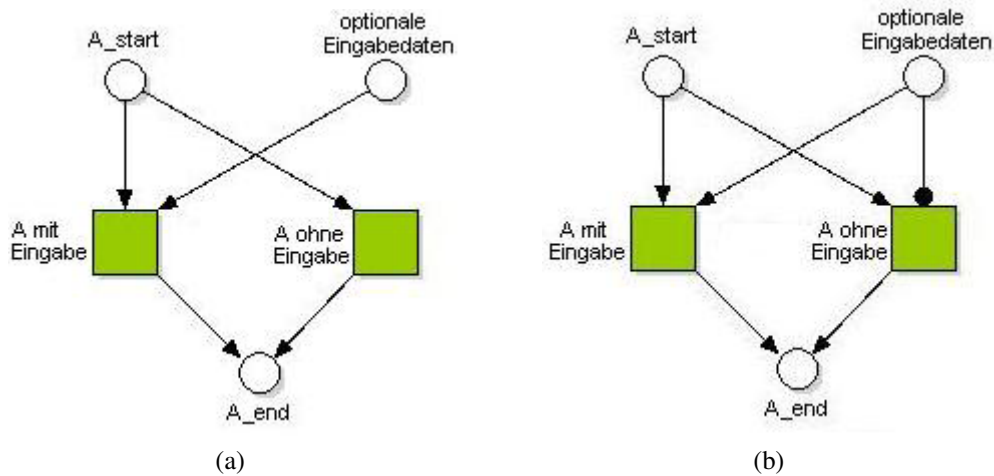 A_start
optionale
Eingabedaten
A mit
Eingabe
A ohne
Eingabe
A_end
(a)
A_start
optionale
Eingabedaten
A mit
Eingabe
A ohne
Eingabe
A_end
(b)